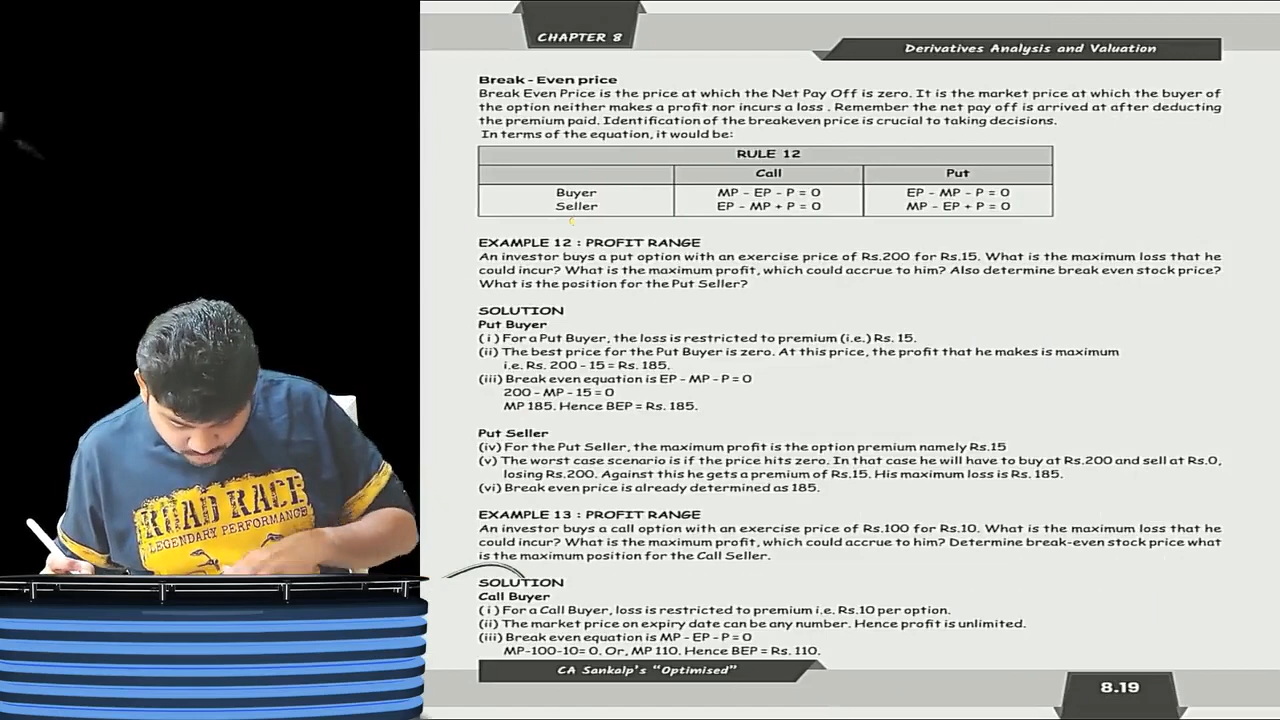 CHAPTER 8
Derivatives Analysis and Valuation
Break - Even price
Break Even Price is the price at which the Net Pay Off is zero. It is the market price at which the buyer of
the option neither makes a profit nor incurs a loss . Remember the net pay off is arrived at after deducting
the premium paid. Identification of the breakeven price is crucial to taking decisions.
In terms of the equation, it would be:
RULE 12
Call Put
Buyer MP - EP - P = 0 EP - MP - P = 0
Seller EP - MP + P = 0 MP - EP + P = 0
EXAMPLE 12 : PROFIT RANGE
An investor buys a put option with an exercise price of Rs.200 for Rs.15. What is the maximum loss that he
could incur? What is the maximum profit, which could accrue to him? Also determine break even stock price?
What is the position for the Put Seller?
SOLUTION
Put Buyer
( i ) For a Put Buyer, the loss is restricted to premium (i.e.) Rs. 15.
(ii) The best price for the Put Buyer is zero. At this price, the profit that he makes is maximum
i.e. Rs. 200 - 15 = Rs. 185.
(iii) Break even equation is EP - MP - P = 0
200 - MP - 15 = 0
MP 185. Hence BEP = Rs. 185.
Put Seller
(iv) For the Put Seller, the maximum profit is the option premium namely Rs.15
(v) The worst case scenario is if the price hits zero. In that case he will have to buy at Rs.200 and sell at Rs.0,
losing Rs.200. Against this he gets a premium of Rs.15. His maximum loss is Rs. 185.
(vi) Break even price is already determined as 185.
EXAMPLE 13 : PROFIT RANGE
An investor buys a call option with an exercise price of Rs.100 for Rs.10. What is the maximum loss that he
could incur? What is the maximum profit, which could accrue to him? Determine break-even stock price what
is the maximum position for the Call Seller.
SOLUTION
Call Buyer
( i ) For a Call Buyer, loss is restricted to premium i.e. Rs.10 per option.
(ii) The market price on expiry date can be any number. Hence profit is unlimited.
(iii) Break even equation is MP - EP - P = 0
MP-100-10= 0. Or, MP 110. Hence BEP = Rs. 110.
CA Sankalp's "Optimised"
8.19
ROAD RACE
LEGENDARY PERFORMANCE